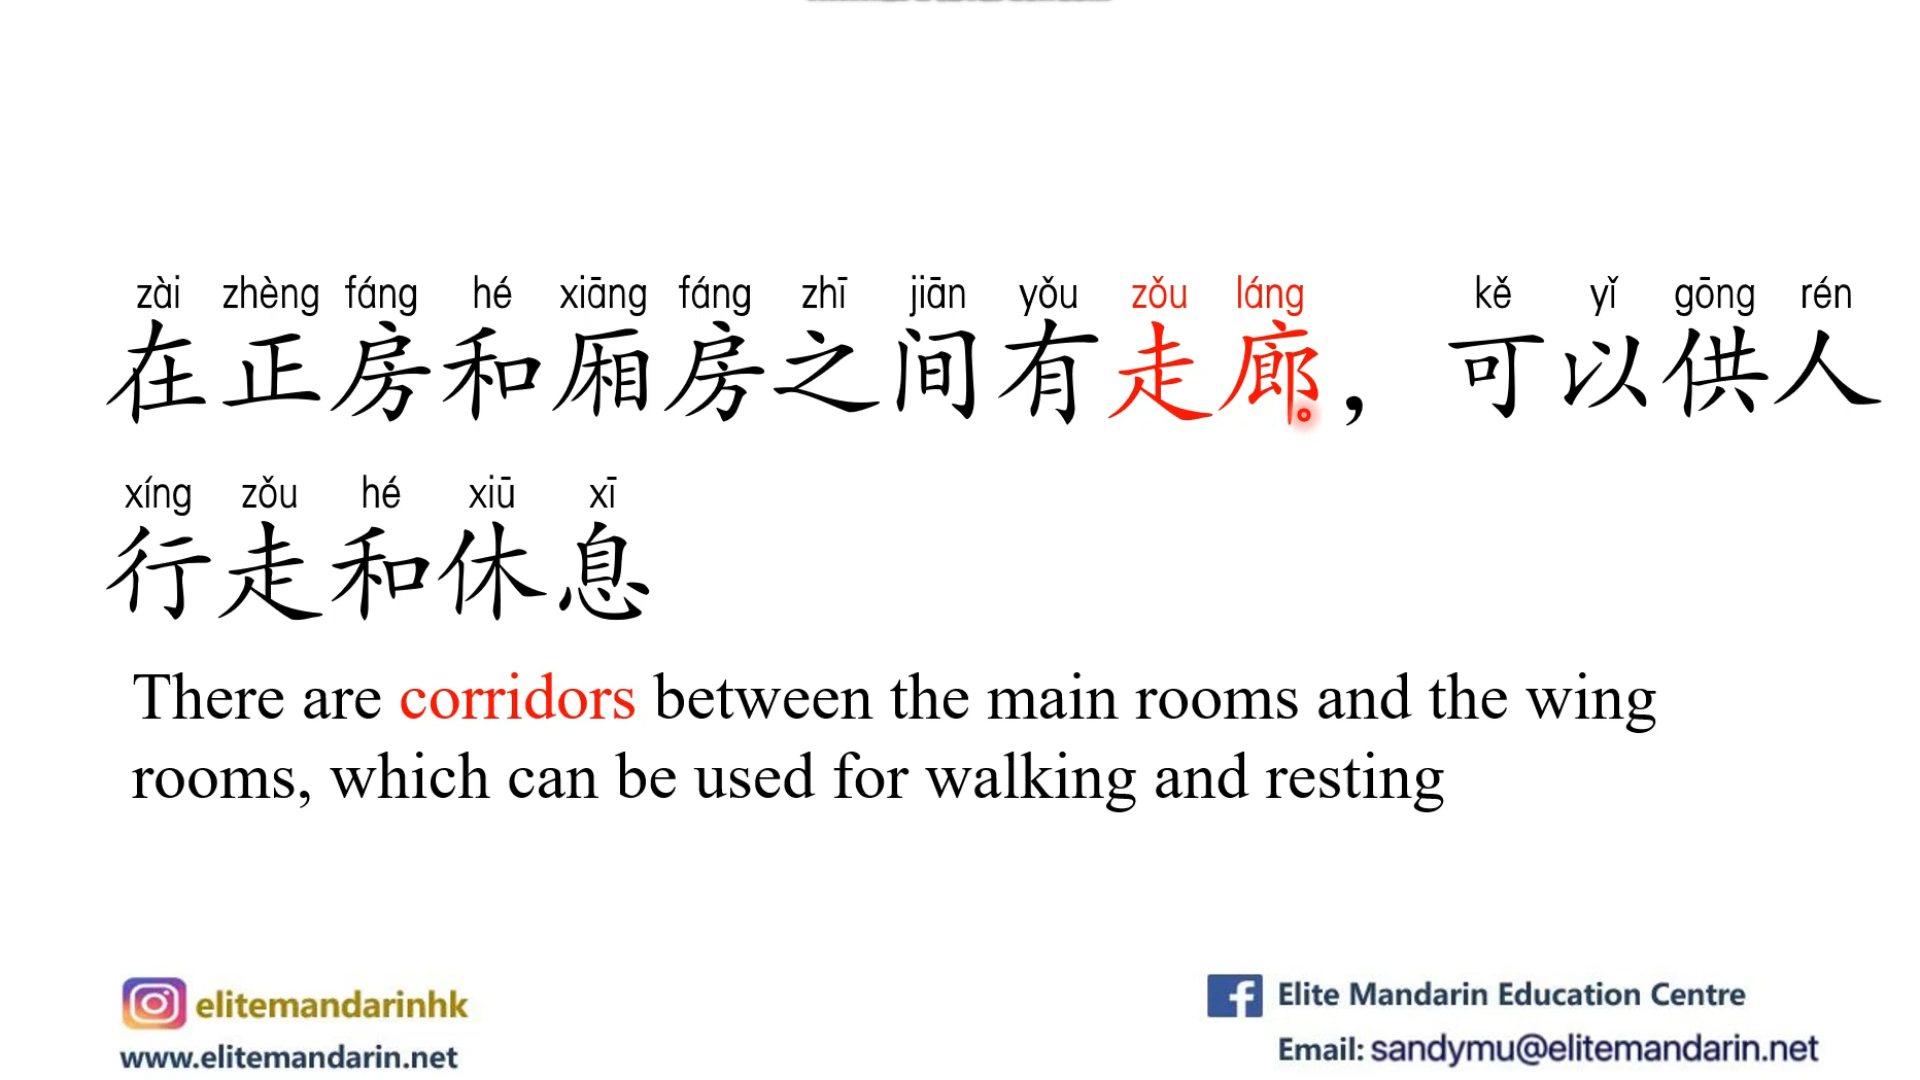 zài zhèng fáng hé xiāng fáng zhī jiān yǒu zǒu láng kě yǐ gōng rén
在正房和厢房之间有走廊，可以供人
xíng zǒu hé xiū xī
行走和休息
There are corridors between the main rooms and the wing
rooms, which can be used for walking and resting
elitemandarinhk
www.elitemandarin.net
Elite Mandarin Education Centre
Email: sandymu@elitemandarin.net